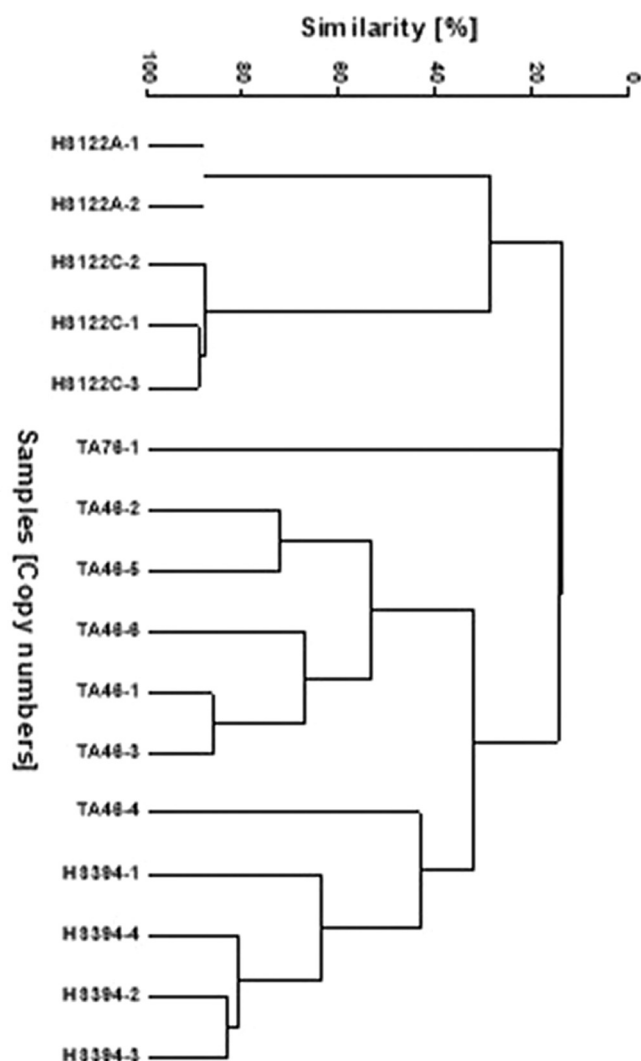 Similarity [%]
100 80 60 40 20 0
H8122A-1
H8122A-2
H8122C-2
H8122C-1
H8122C-3
TA76-1
TA46-2
TA46-5
TA46-6
TA46-1
TA46-3
TA46-4
H8394-1
H8394-4
H8394-2
H8394-3
Samples [Copy numbers]